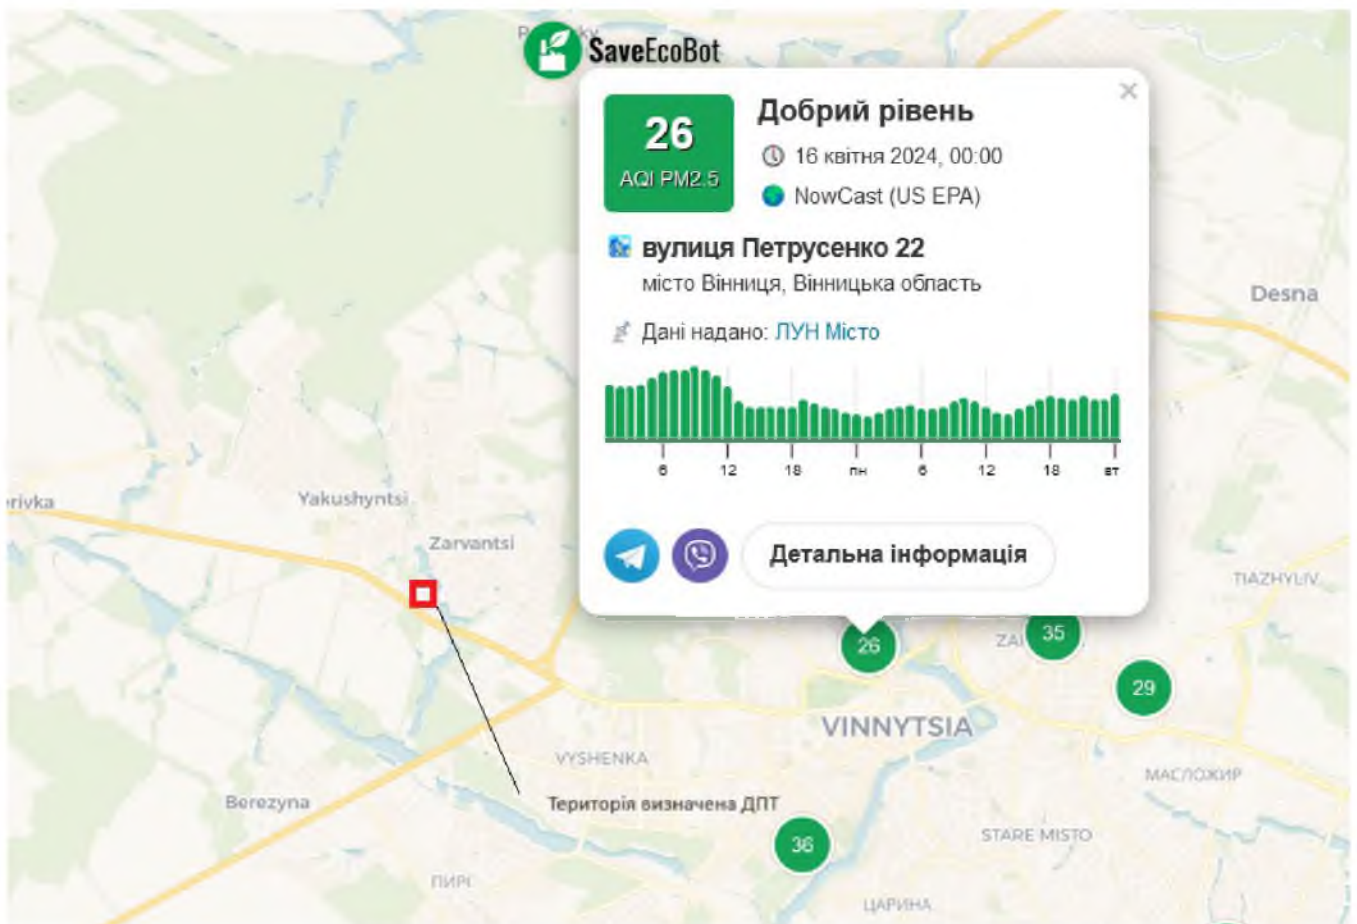 SaveEcoBot
26
AQI PM2.5
Добрий рівень
16 квітня 2024, 00:00
NowCast (US EPA)
вулиця Петрусенко 22
місто Вінниця, Вінницька область
Дані надано: ЛУН Місто
6 12 18 пн 6 12 18 вт
Детальна інформація
Desna
rivka
Yakushyntsi
Zarvantsi
TIAZHYLIV
26
35
29
VINNYTSIA
VYSHENKA
МАСЛОЖИР
Berezyna
Територія визначена ДПТ
36
STARE MISTO
ПИРІ
ЦАРИНА